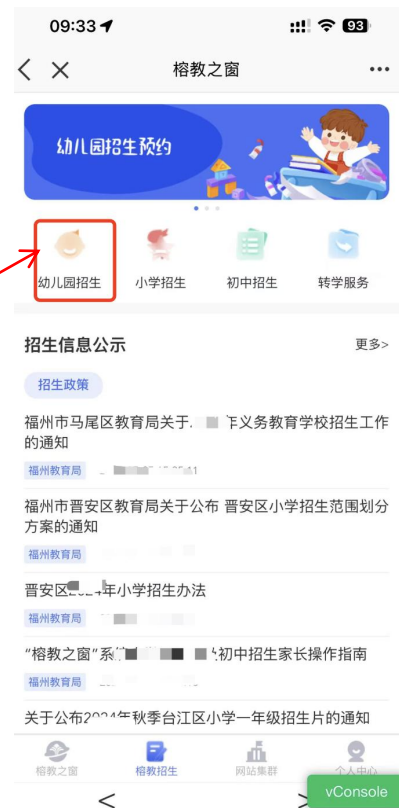 09:33
93
榕教之窗
幼儿园招生预约
幼儿园招生
小学招生
初中招生
转学服务
招生信息公示
更多>
招生政策
福州市马尾区教育局关于
年义务教育学校招生工作
的通知
福州教育局
福州市晋安区教育局关于公布 晋安区小学招生范围划分
方案的通知
福州教育局
晋安区
年小学招生办法
福州教育局
“榕教之窗”系
初中招生家长操作指南
福州教育局
关于公布2024年秋季台江区小学一年级招生片的通知
榕教之窗
榕教招生
网站集群
个人中心
vConsole